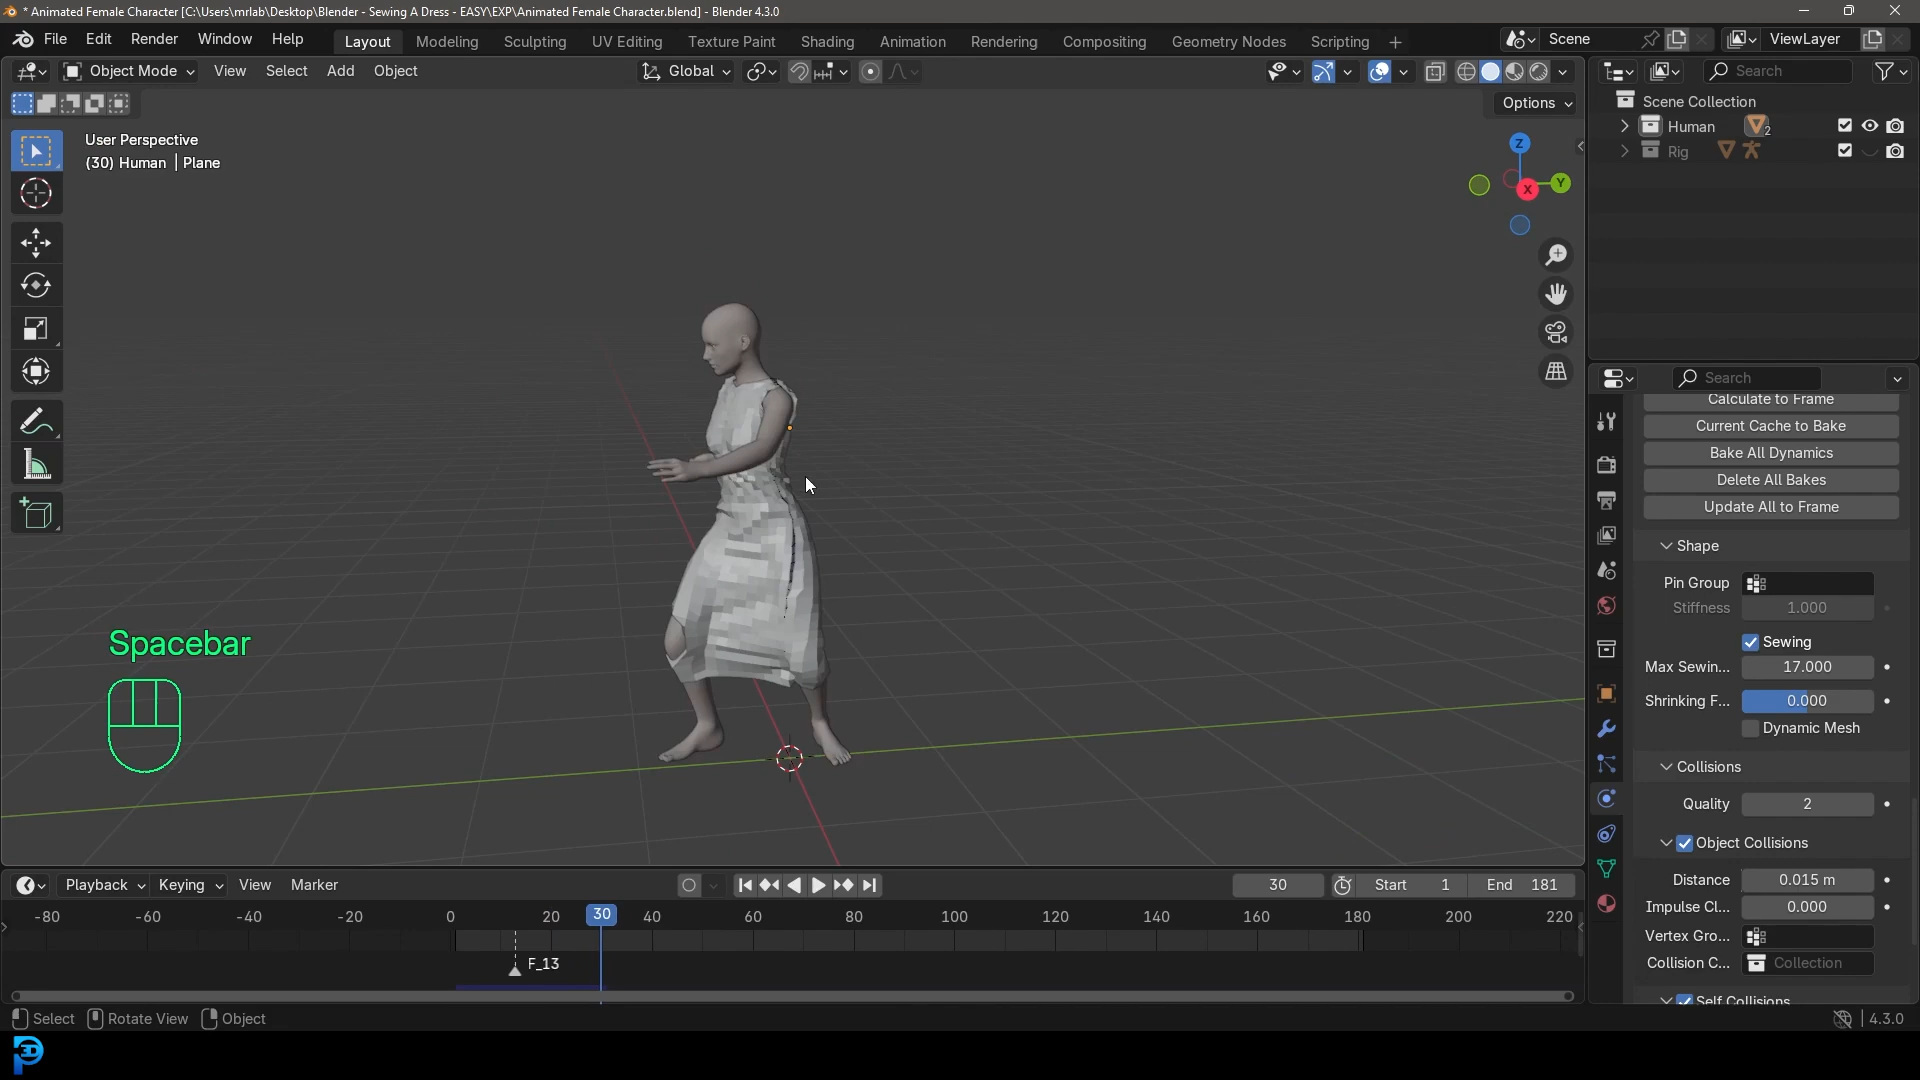 * Animated Female Character [C:\Users\mrlab\Desktop\Blender - Sewing A Dress - EASY\EXP\Animated Female Character.blend] - Blender 4.3.0
File Edit Render Window Help
Layout Modeling Sculpting UV Editing Texture Paint Shading Animation Rendering Compositing Geometry Nodes Scripting
Scene
ViewLayer
Object Mode View Select Add Object
Global
Search
Options
Scene Collection
Human 2
Rig
User Perspective
(30) Human | Plane
Z
Y
X
Search
Calculate to Frame
Current Cache to Bake
Bake All Dynamics
Delete All Bakes
Update All to Frame
Shape
Pin Group
Stiffness 1.000
Sewing
Max Sewin... 17.000
Shrinking F... 0.000
Dynamic Mesh
Collisions
Quality 2
Object Collisions
Distance 0.015 m
Impulse Cl... 0.000
Vertex Gro...
Collision C... Collection
Self Collisions
Spacebar
Playback Keying View Marker
30 Start 1 End 181
-80 -60 -40 -20 0 20 30 40 60 80 100 120 140 160 180 200 220
F_13
Select Rotate View Object
4.3.0
3D